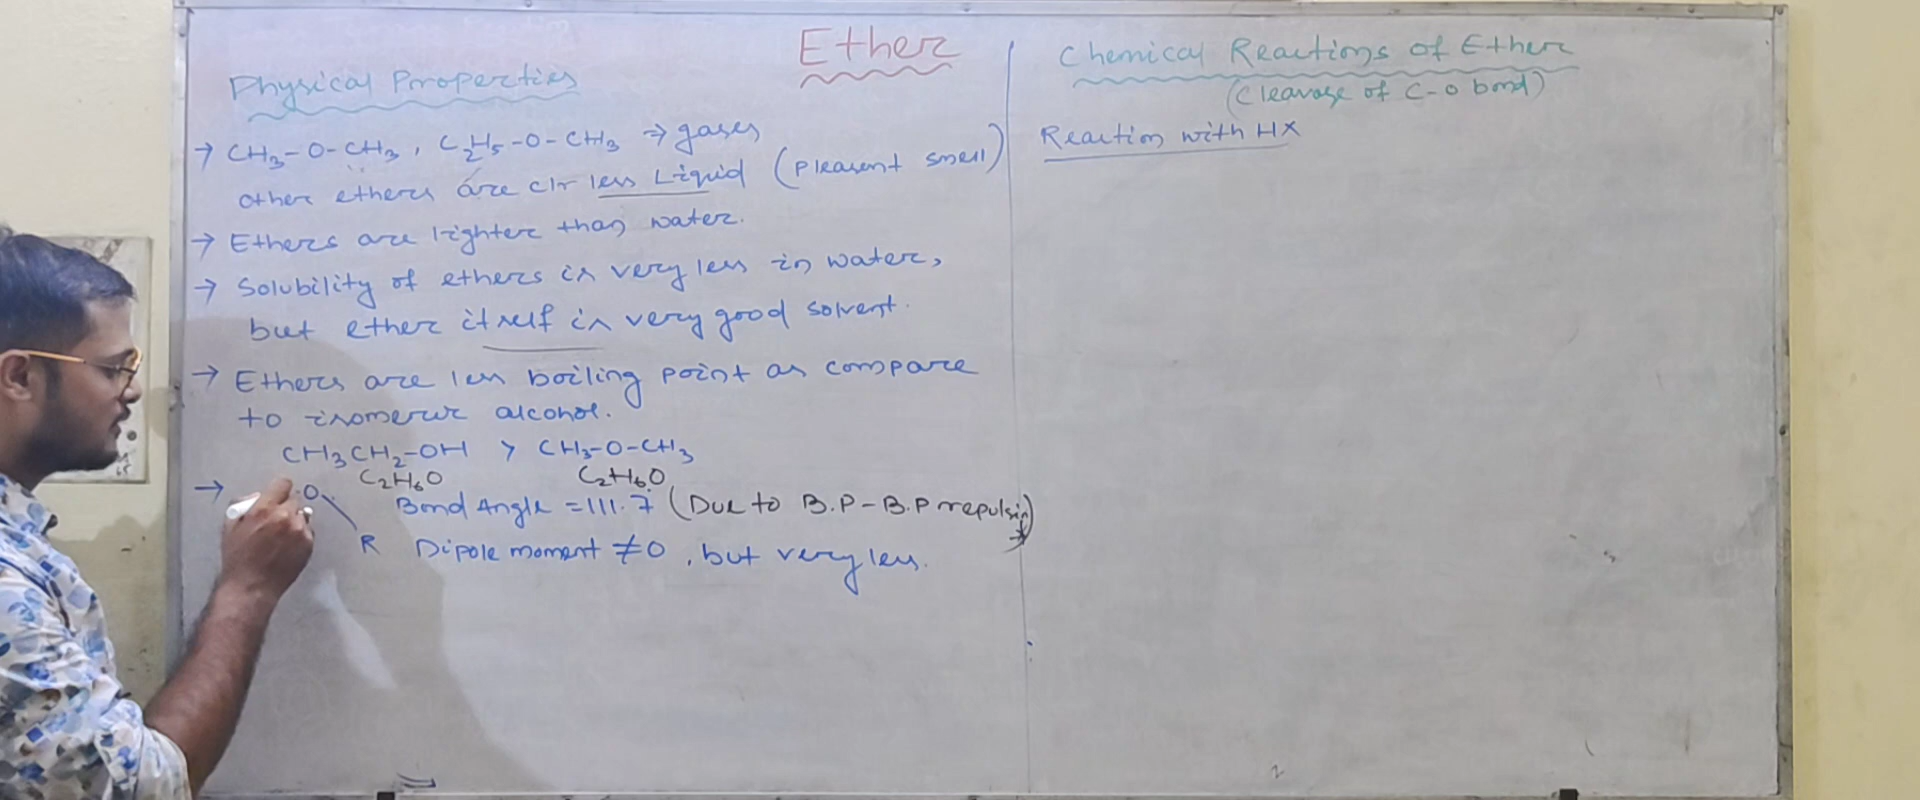 Ether
Physical Properties
→ CH3-O-CH3, C2H5-O-CH3 ⇒ gases
other ethers are clr less Liquid (pleasent smell)
→ Ethers are lighter than water.
→ Solubility of ethers is very less in water,
but ether itself is very good solvent.
→ Ethers are less boiling point as compare
to isomeric alcohol.
CH3CH2-OH > CH3-O-CH3
C2H6O C2H6O
→ O R
Bond Angle = 111.7 (Due to B.P-B.P repulsin)
Dipole moment ≠0, but very less.
Chemical Reactions of Ether
(Cleavage of C-O bond)
Reaction with HX